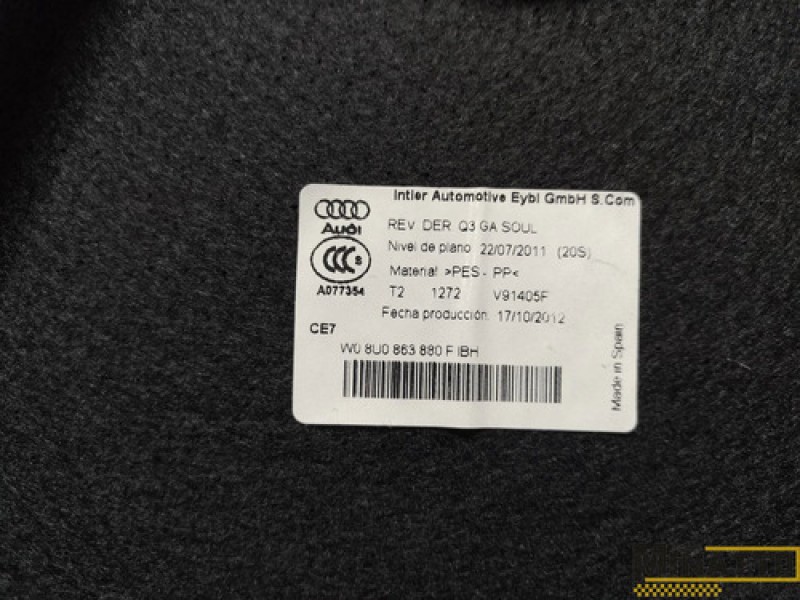 Intier Automotive Eybl GmbH S.Com
Audi
REV DER Q3 GA SOUL
Nivel de plano 22/07/2011 (20S)
CCC S
Material >PES - PP<
A077354
T2 1272 V91405F
Fecha producción: 17/10/2012
CE7
W0 8U0 863 880 F IBH
Made in Spain